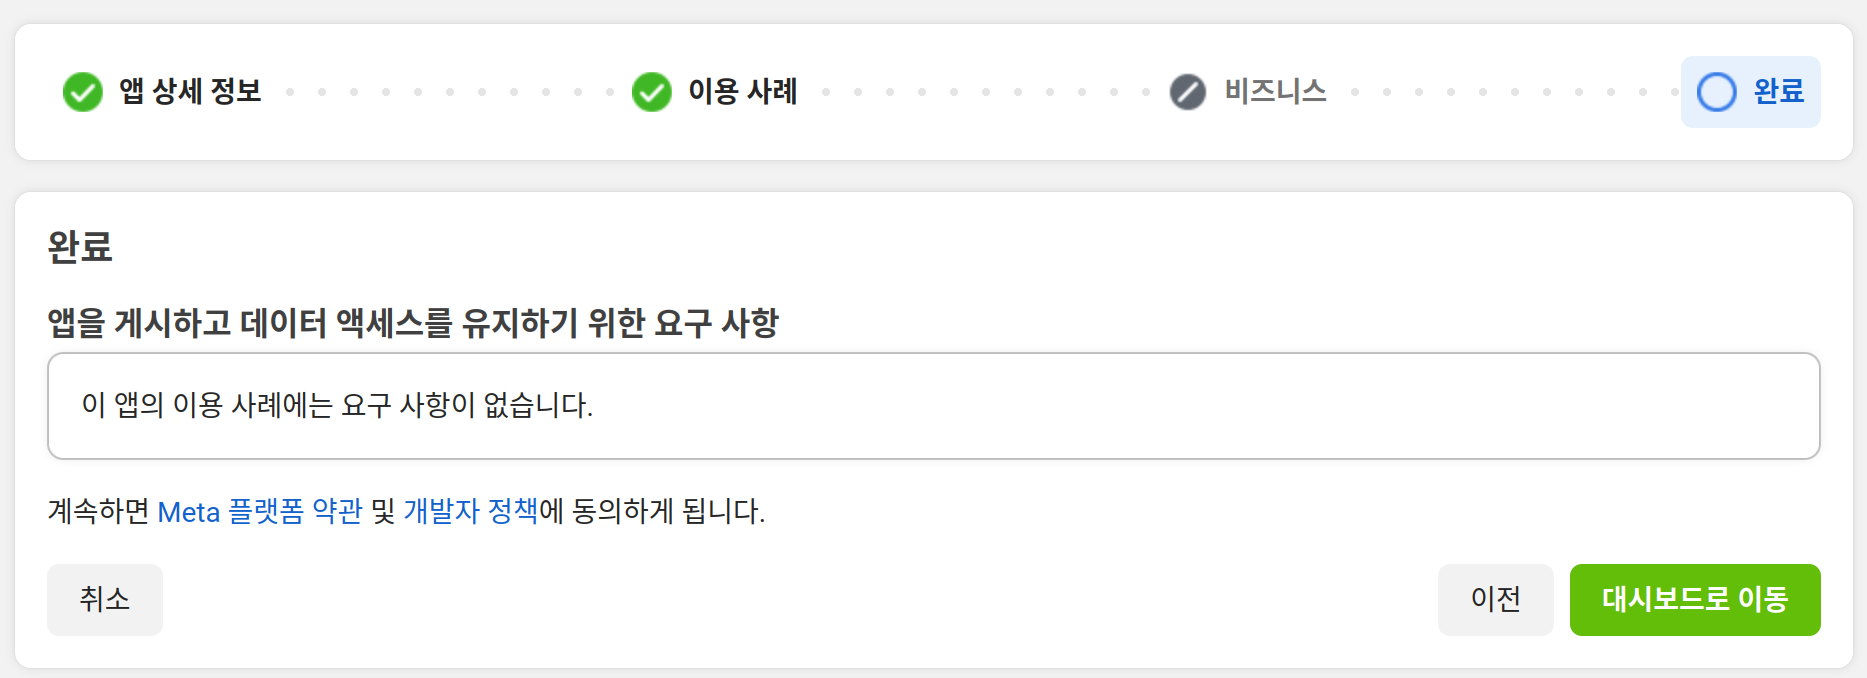 앱 상세 정보
이용 사례
비즈니스
완료
완료
앱을 게시하고 데이터 액세스를 유지하기 위한 요구 사항
이 앱의 이용 사례에는 요구 사항이 없습니다.
계속하면 Meta 플랫폼 약관 및 개발자 정책에 동의하게 됩니다.
취소
이전
대시보드로 이동